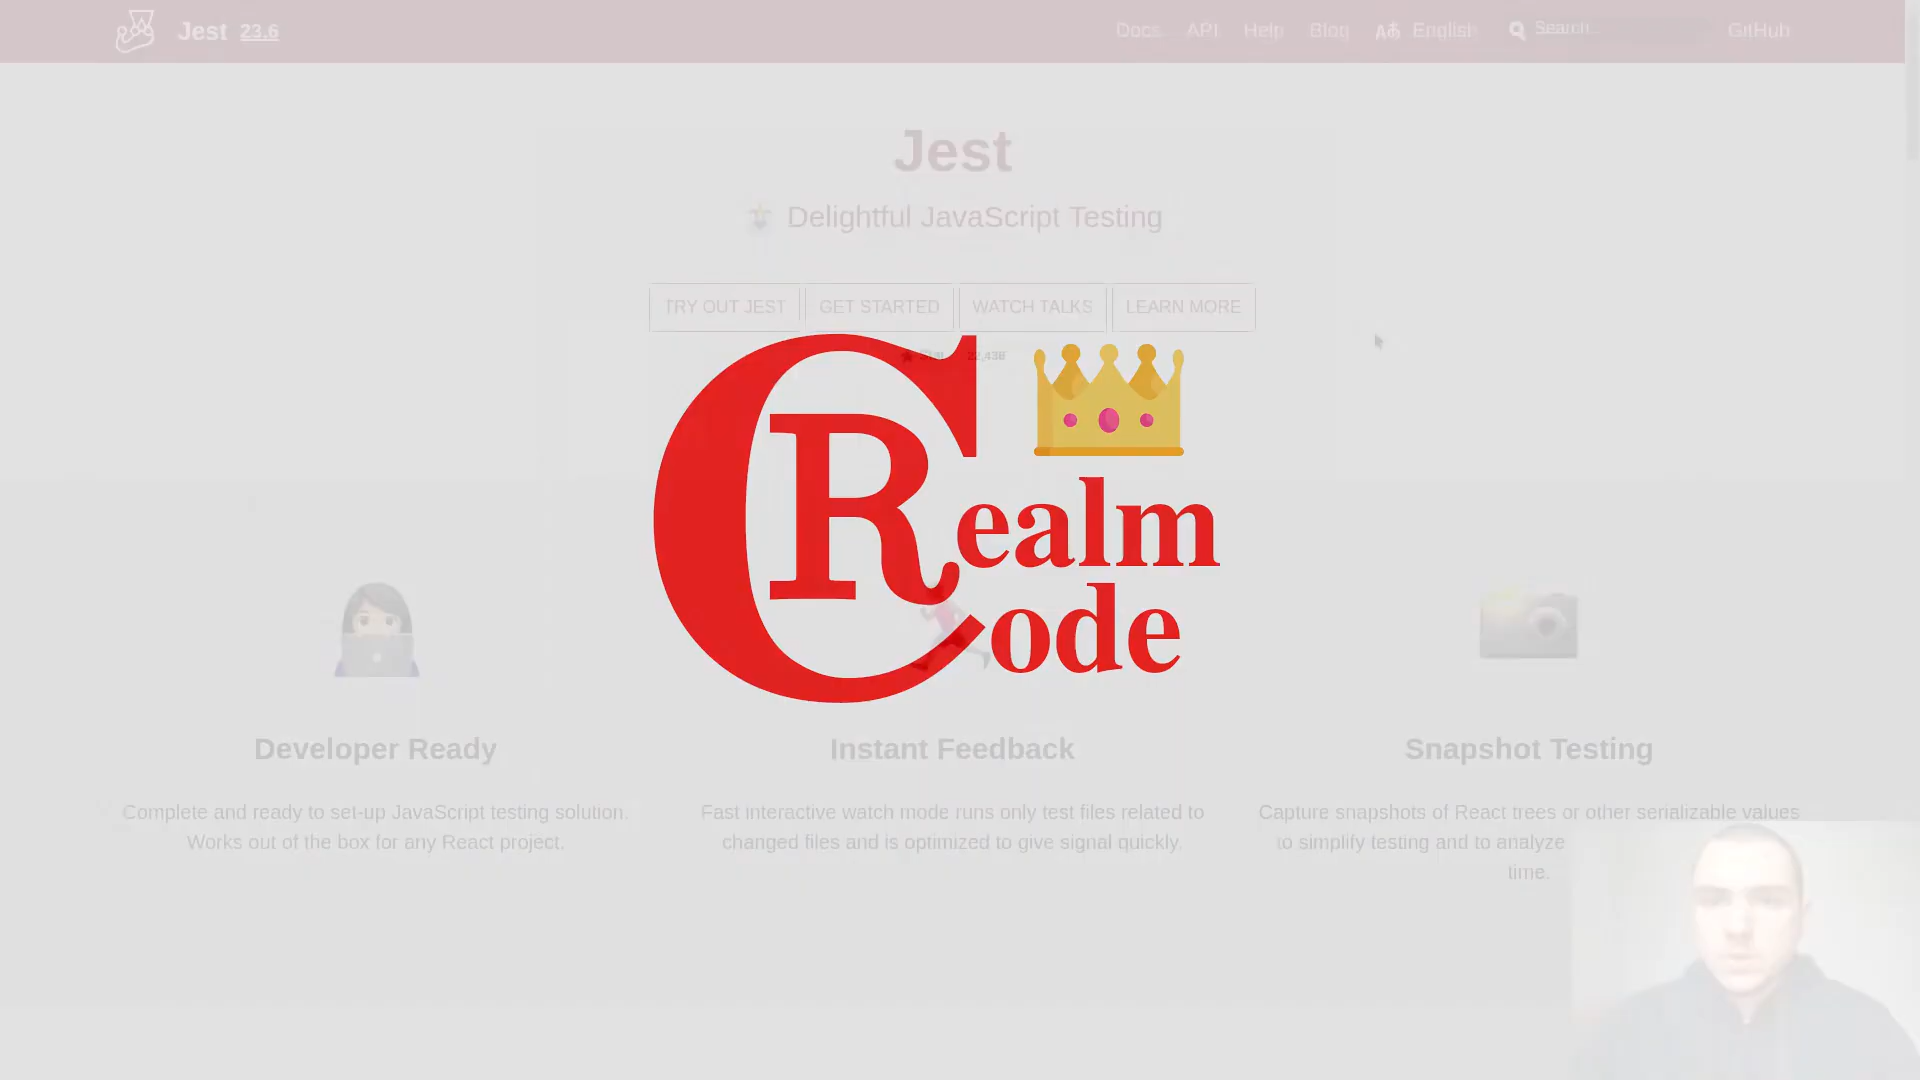 Jest 23.6
Docs API Help Blog English Search... GitHub
Jest
Delightful JavaScript Testing
TRY OUT JEST GET STARTED WATCH TALKS LEARN MORE
22,438
CRealm
Code
Developer Ready
Complete and ready to set-up JavaScript testing solution.
Works out of the box for any React project.
Instant Feedback
Fast interactive watch mode runs only test files related to
changed files and is optimized to give signal quickly.
Snapshot Testing
Capture snapshots of React trees or other serializable values
to simplify testing and to analyze
time.